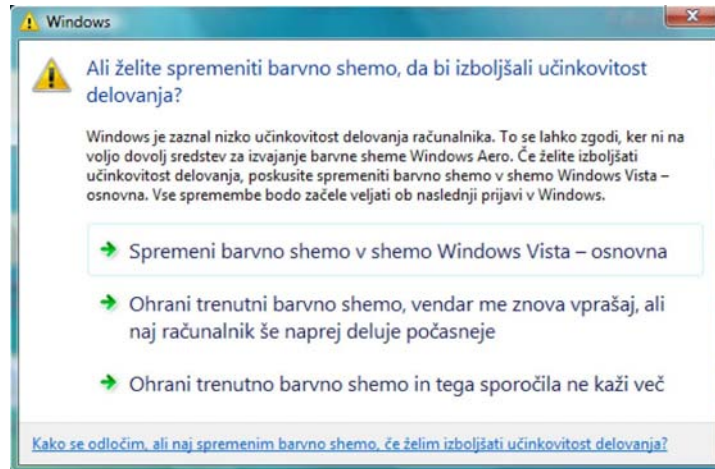 Windows
Ali želite spremeniti barvno shemo, da bi izboljšali učinkovitost
delovanja?
Windows je zaznal nizko učinkovitost delovanja računalnika. To se lahko zgodi, ker ni na
voljo dovolj sredstev za izvajanje barvne sheme Windows Aero. Če želite izboljšati
učinkovitost delovanja, poskusite spremeniti barvno shemo v shemo Windows Vista –
osnovna. Vse spremembe bodo začele veljati ob naslednji prijavi v Windows.
Spremeni barvno shemo v shemo Windows Vista – osnovna
Ohrani trenutni barvno shemo, vendar me znova vprašaj, ali
naj računalnik še naprej deluje počasneje
Ohrani trenutno barvno shemo in tega sporočila ne kaži več
Kako se odločim, ali naj spremenim barvno shemo, če želim izboljšati učinkovitost delovanja?